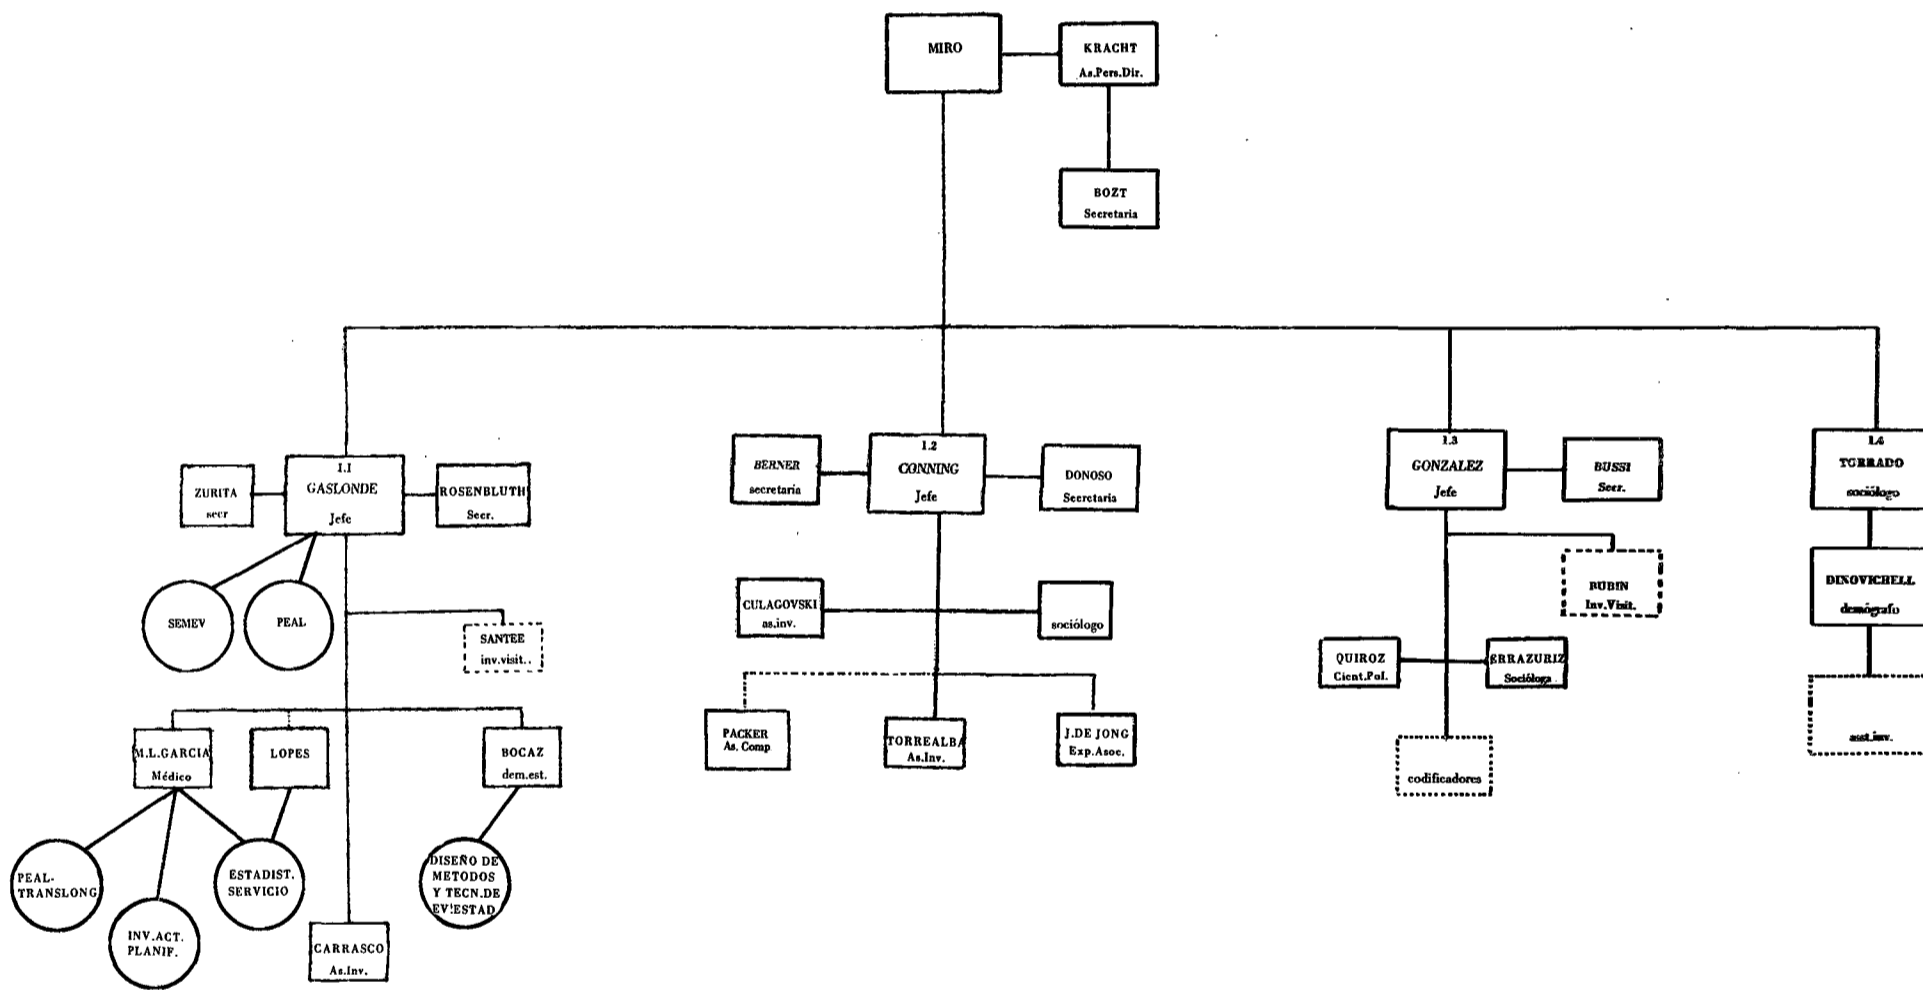 MIRO
KRACHT
As.Pers.Dir.
BOZT
Secretaria
ZURITA
secr
1.1
GASLONDE
Jefe
ROSENBLUTH
Secr.
BERNER
secretaria
1.2
CONNING
Jefe
DONOSO
Secretaria
1.3
GONZALEZ
Jefe
BUSSI
Secr.
1.4
TORRADO
sociólogo
SEMEV
PEAL
SANTEE
inv.visit..
CULAGOVSKI
as.inv.
sociólogo
RUBIN
Inv.Visit.
DINOVICHELL
demógrafo
QUIROZ
Cient.Pol.
ERRAZURIZ
Socióloga
M.L.GARCIA
Médico
LOPES
BOCAZ
dem.est.
PACKER
As. Comp
TORREALBA
As.Inv.
J.DE JONG
Exp.Asoc.
codificadores
asst.inv.
PEAL-
TRANSLONG
INV.ACT.
PLANIF.
ESTADIST.
SERVICIO
DISEÑO DE
METODOS
Y TECN.DE
EV.ESTAD
CARRASCO
As.Inv.